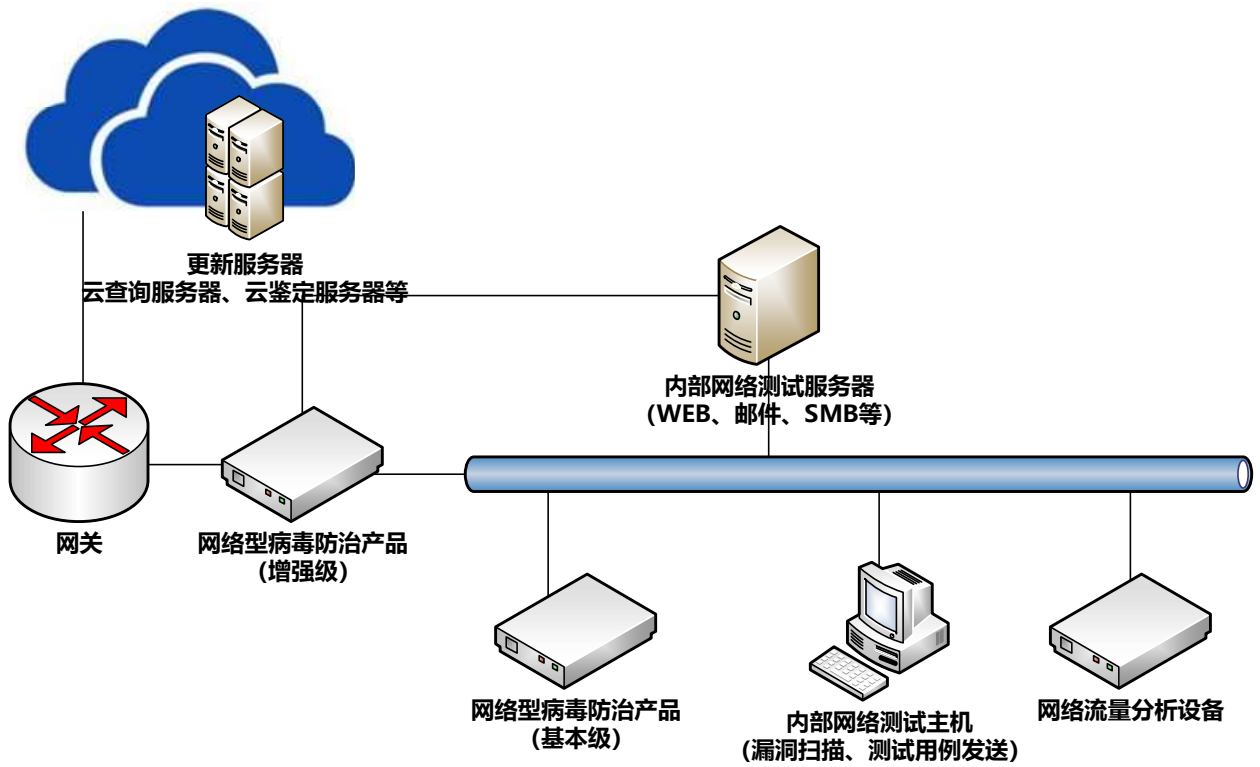 更新服务器
云查询服务器、云鉴定服务器等
内部网络测试服务器
（WEB、邮件、SMB等）
网关
网络型病毒防治产品
（增强级）
网络型病毒防治产品
（基本级）
内部网络测试主机
（漏洞扫描、测试用例发送）
网络流量分析设备